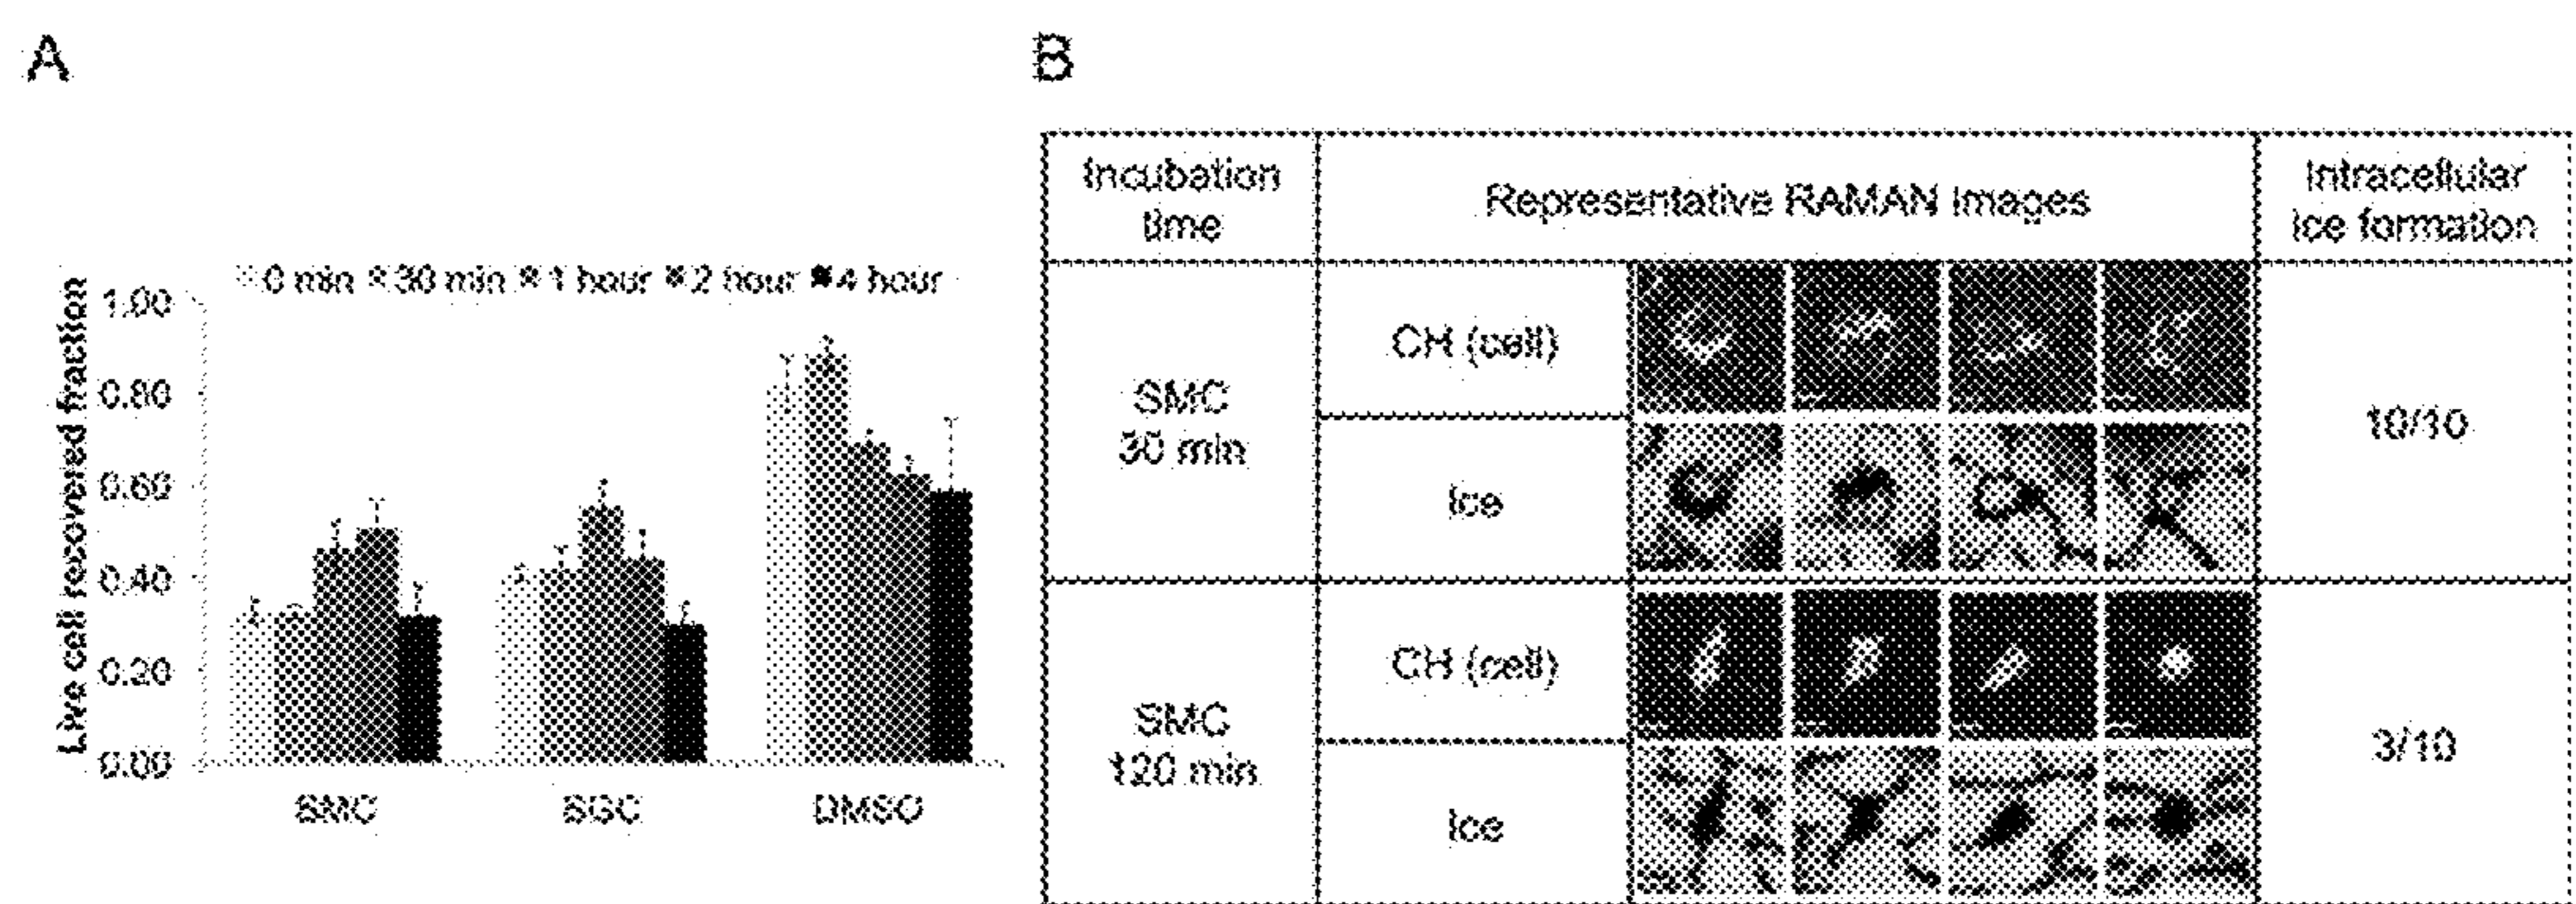 A
B
Live cell recovered fraction
0 min 30 min 1 hour 2 hour 4 hour
1.00
0.80
0.60
0.40
0.20
0.00
SMC SGC DMSO
Incubation
time
Representative RAMAN Images
Intracellular
ice formation
SMC
30 min
CH (cell)
Ice
10/10
SMC
120 min
CH (cell)
Ice
3/10